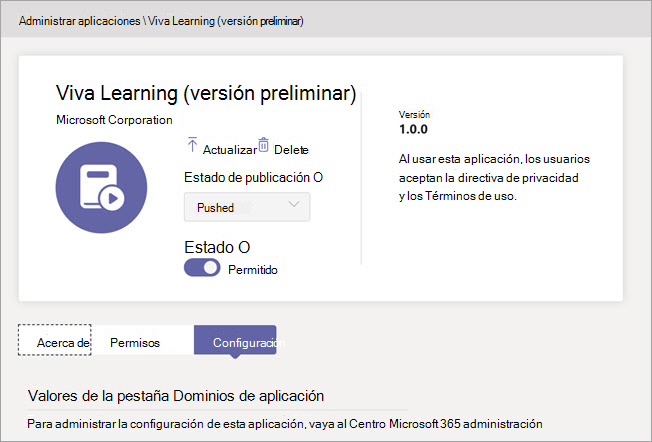 Administrar aplicaciones \ Viva Learning (versión preliminar)
Viva Learning (versión preliminar)
Microsoft Corporation
Actualizar Delete
Estado de publicación O
Pushed
Estado O
Permitido
Versión
1.0.0
Al usar esta aplicación, los usuarios
aceptan la directiva de privacidad
y los Términos de uso.
Acerca de Permisos Configuración
Valores de la pestaña Dominios de aplicación
Para administrar la configuración de esta aplicación, vaya al Centro Microsoft 365 administración